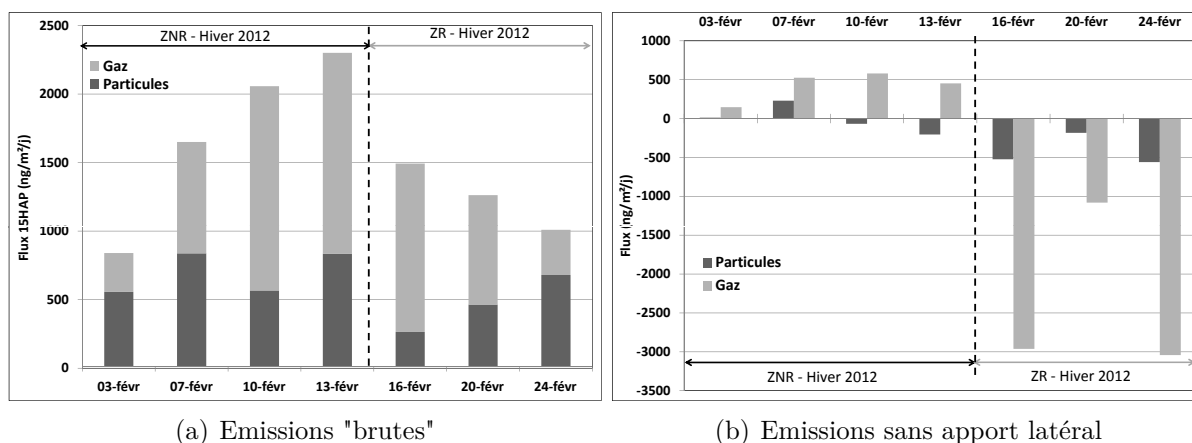 2500
2000
1500
1000
500
0
Flux 15HAP (ng/m²/j)
ZNR - Hiver 2012
ZR - Hiver 2012
Gaz
Particules
03-févr
07-févr
10-févr
13-févr
16-févr
20-févr
24-févr
(a) Emissions "brutes"
03-févr
07-févr
10-févr
13-févr
16-févr
20-févr
24-févr
1000
500
0
-500
-1000
-1500
-2000
-2500
-3000
-3500
Flux (ng/m²/j)
Particules
Gaz
ZNR - Hiver 2012
ZR - Hiver 2012
(b) Emissions sans apport latéral